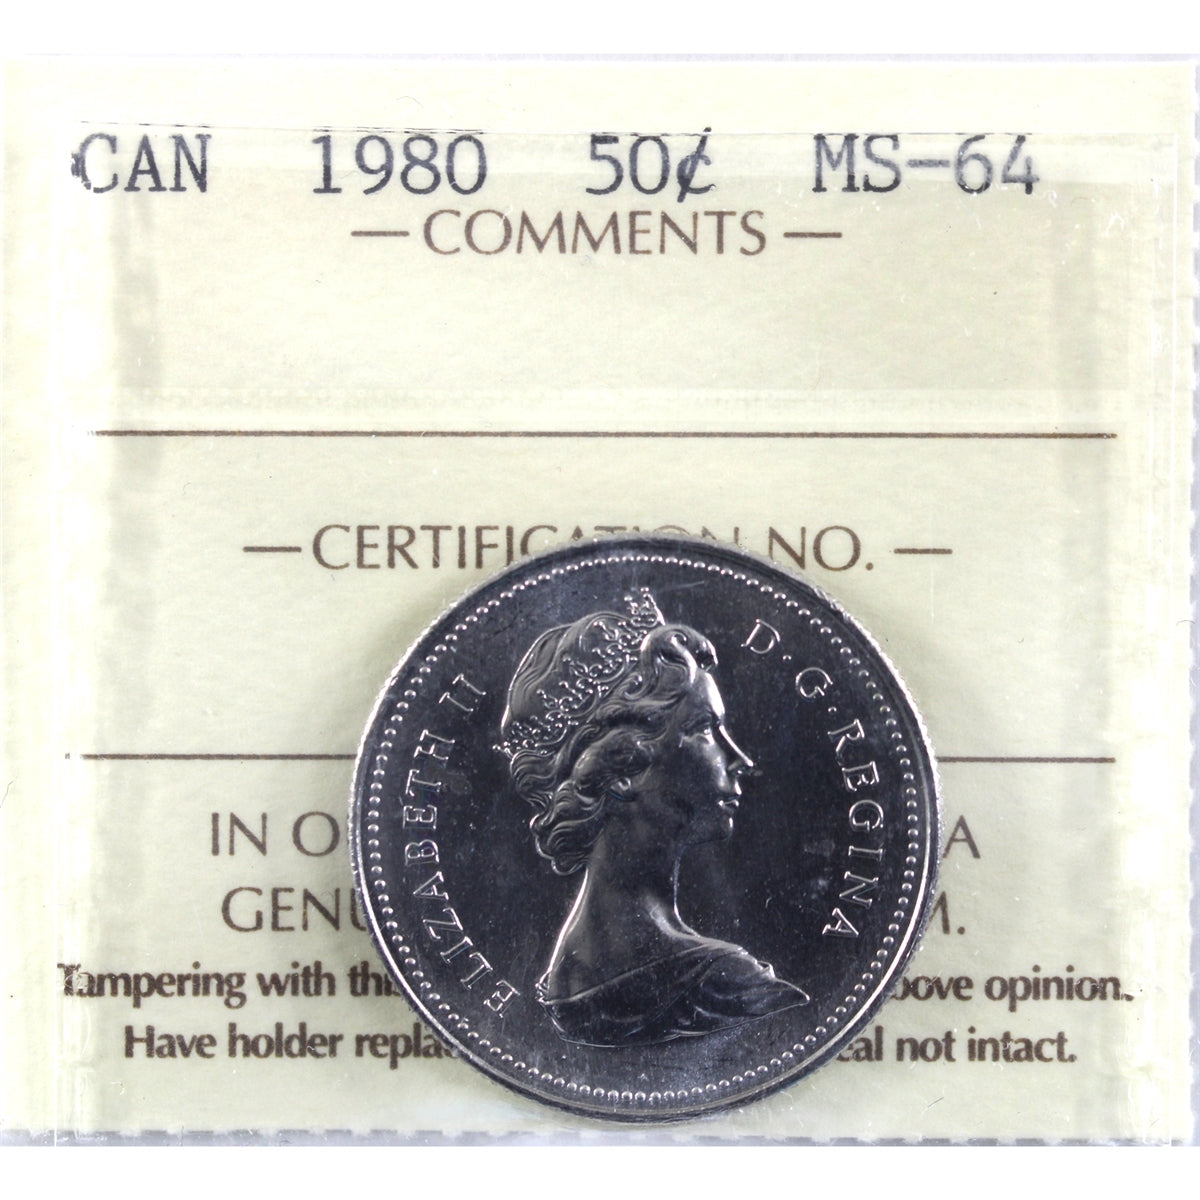 CAN 1980 50¢ MS-64
— COMMENTS —
— CERTIFICATION NO. —
IN O A
GENU M.
Tampering with thi bove opinion.
Have holder repla eal not intact.
ELIZABETH II D·G·REGINA